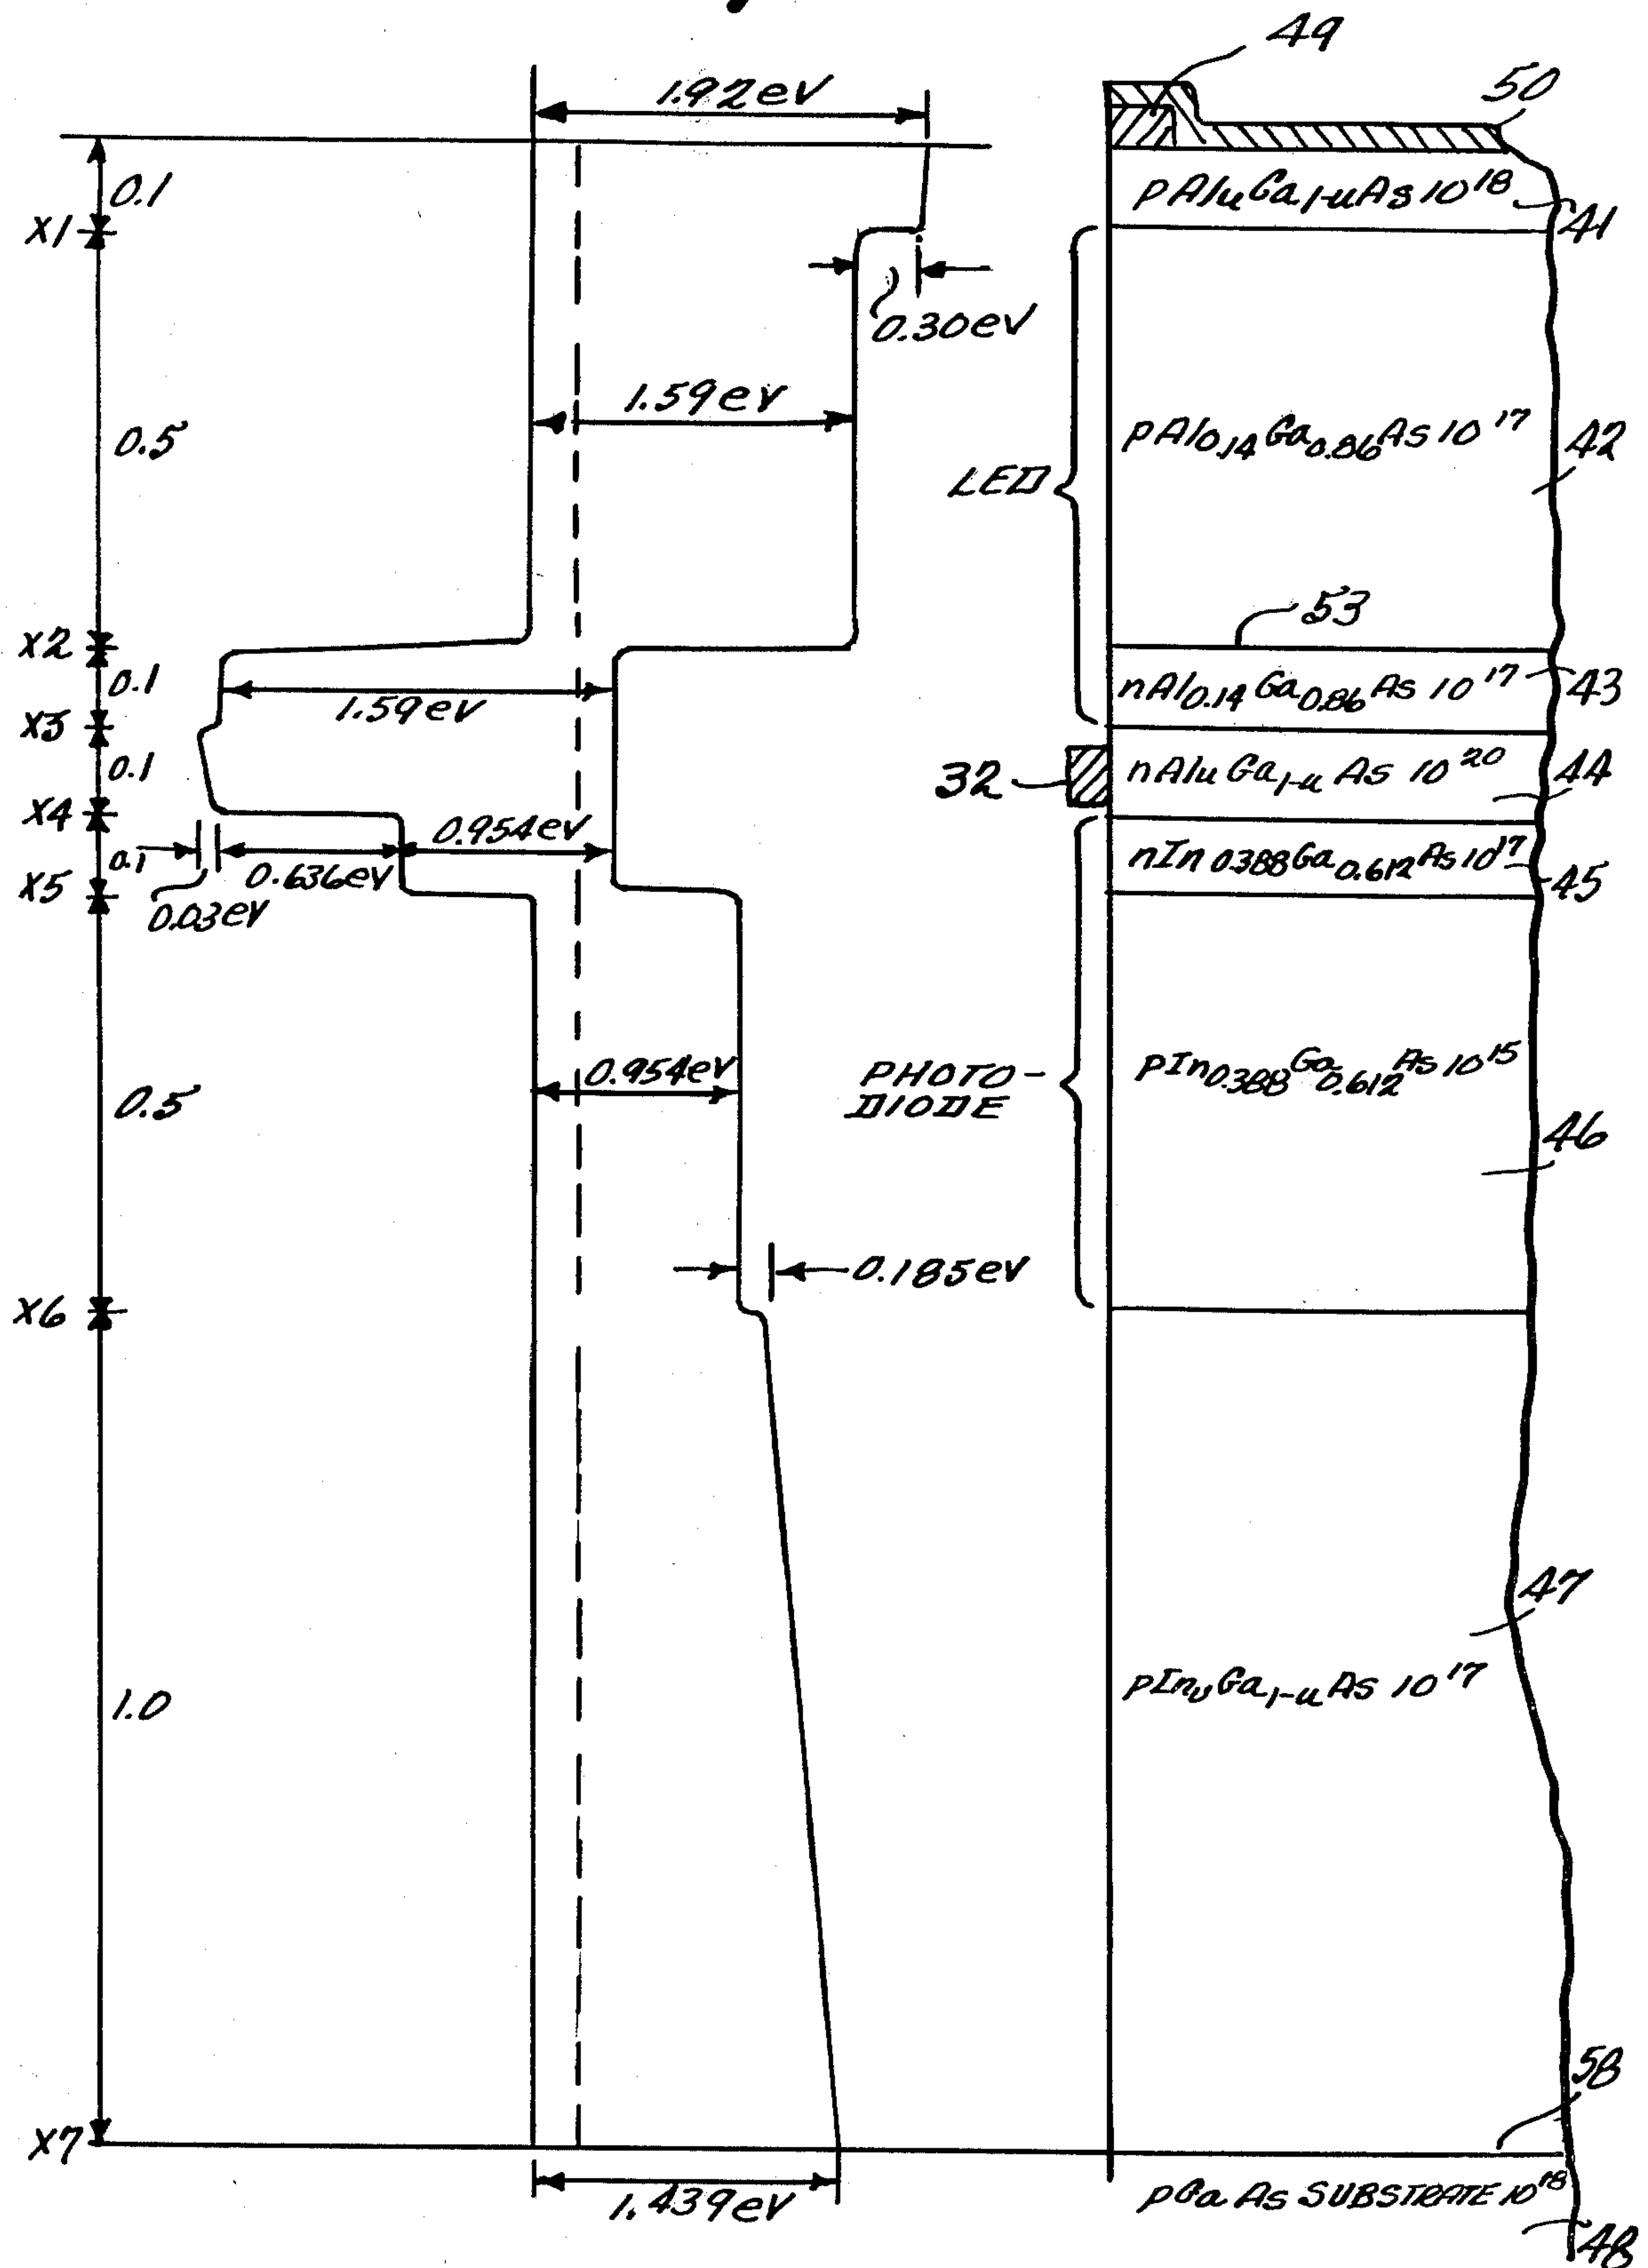 49
1.92eV
50
0.1
pAluGa1-uAs 10^18
X1
41
0.30eV
1.59eV
0.5
pAl0.14Ga0.86As 10^17
42
LED
53
X2
0.1
1.59eV
nAl0.14Ga0.86As 10^17
43
X3
0.1
32
nAluGa1-uAs 10^20
44
X4
0.1
0.954eV
0.636eV
nIn0.388Ga0.612As 10^17
45
X5
0.03eV
0.954eV
PHOTO-
DIODE
pIn0.388Ga0.612As 10^15
0.5
46
0.185eV
X6
47
1.0
pInvGa1-uAs 10^17
58
X7
1.439eV
pGaAs SUBSTRATE 10^18
48